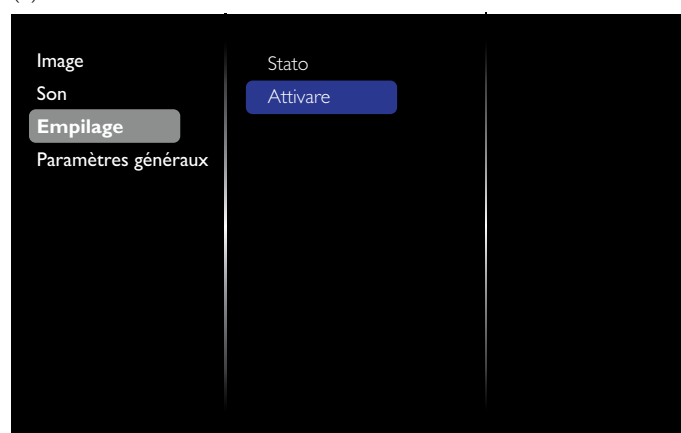 Image
Son
Empilage
Paramètres généraux
Stato
Attivare